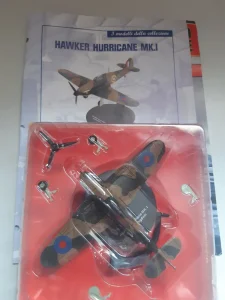 I modelli della collezione
HAWKER HURRICANE MK.I